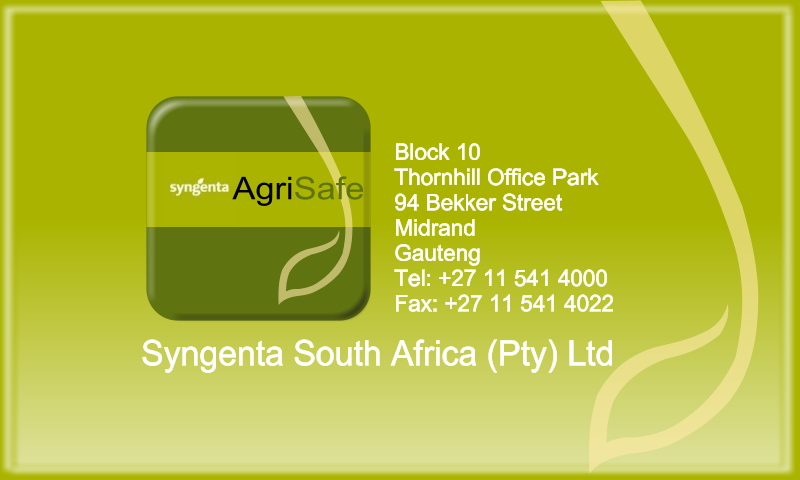 syngenta AgriSafe
Block 10
Thornhill Office Park
94 Bekker Street
Midrand
Gauteng
Tel: +27 11 541 4000
Fax: +27 11 541 4022
Syngenta South Africa (Pty) Ltd